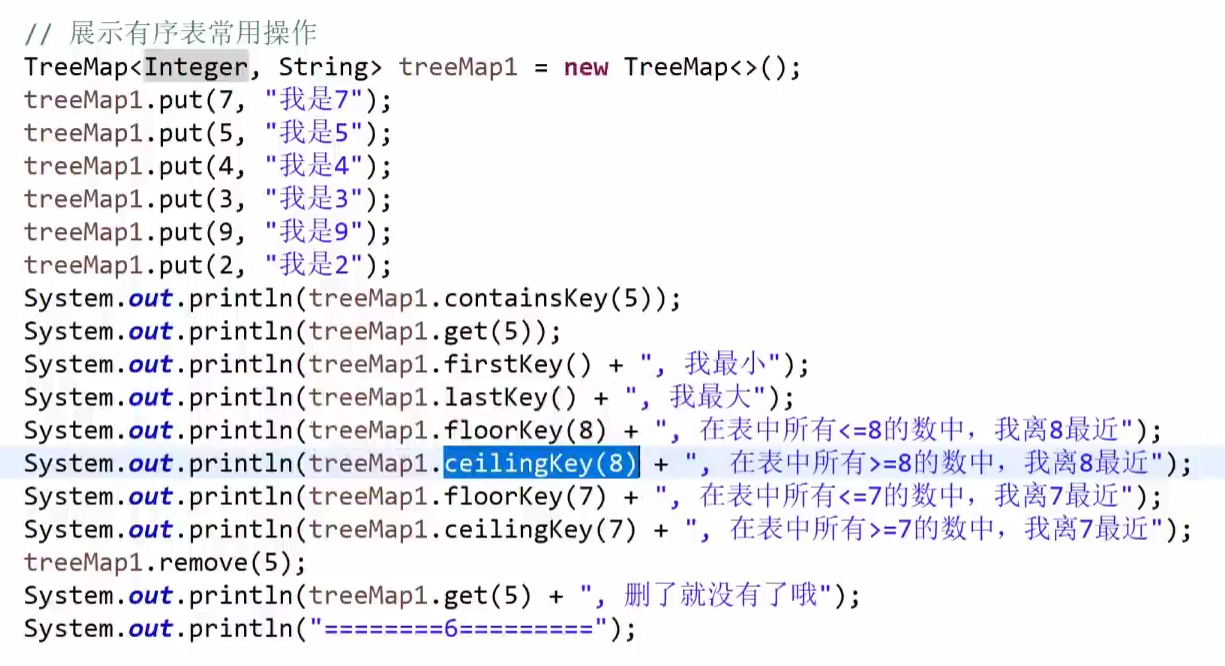 // 展示有序表常用操作
TreeMap<Integer, String> treeMap1 = new TreeMap<>();
treeMap1.put(7, "我是7");
treeMap1.put(5, "我是5");
treeMap1.put(4, "我是4");
treeMap1.put(3, "我是3");
treeMap1.put(9, "我是9");
treeMap1.put(2, "我是2");
System.out.println(treeMap1.containsKey(5));
System.out.println(treeMap1.get(5));
System.out.println(treeMap1.firstKey() + ", 我最小");
System.out.println(treeMap1.lastKey() + ", 我最大");
System.out.println(treeMap1.floorKey(8) + ", 在表中所有<=8的数中，我离8最近");
System.out.println(treeMap1.ceilingKey(8) + ", 在表中所有>=8的数中，我离8最近");
System.out.println(treeMap1.floorKey(7) + ", 在表中所有<=7的数中，我离7最近");
System.out.println(treeMap1.ceilingKey(7) + ", 在表中所有>=7的数中，我离7最近");
treeMap1.remove(5);
System.out.println(treeMap1.get(5) + ", 删了就没有了哦");
System.out.println("========6=========");